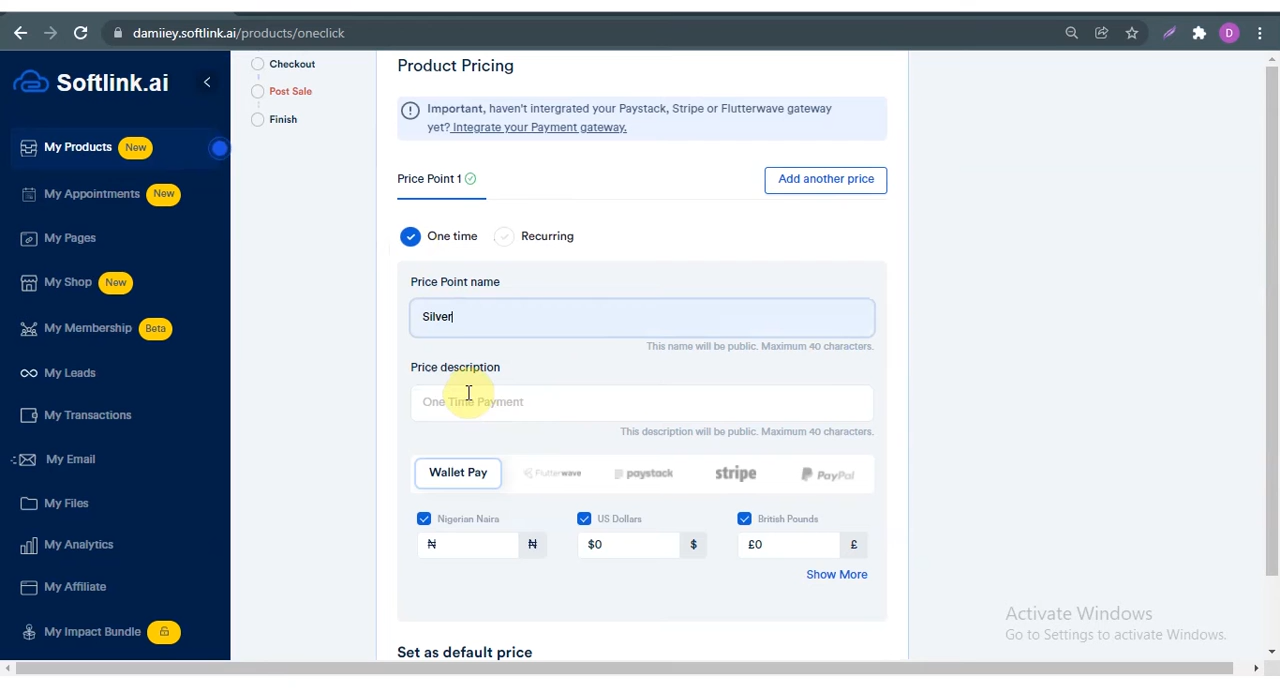 damiiey.softlink.ai/products/oneclick
D
Softlink.ai
My Products New
My Appointments New
My Pages
My Shop New
My Membership Beta
My Leads
My Transactions
My Email
My Files
My Analytics
My Affiliate
My Impact Bundle
Checkout
Post Sale
Finish
Product Pricing
Important, haven't intergrated your Paystack, Stripe or Flutterwave gateway
yet? Integrate your Payment gateway.
Price Point 1
Add another price
One time
Recurring
Price Point name
Silver
This name will be public. Maximum 40 characters.
Price description
One Time Payment
This description will be public. Maximum 40 characters.
Wallet Pay Flutterwave paystack stripe PayPal
Nigerian Naira US Dollars British Pounds
₦ ₦ $0 $ £0 £
Show More
Set as default price
Activate Windows
Go to Settings to activate Windows.